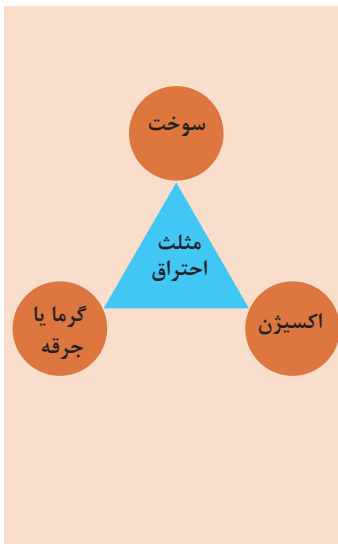 سوخت
مثلث
احتراق
اکسیژن
گرما یا
جرقه